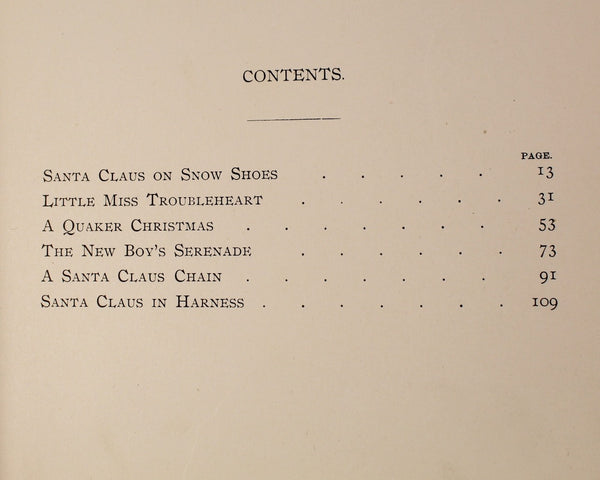 CONTENTS.
PAGE.
SANTA CLAUS ON SNOW SHOES . . . . . 13
LITTLE MISS TROUBLEHEART . . . . . . 31
A QUAKER CHRISTMAS . . . . . . . 53
THE NEW BOY'S SERENADE . . . . . . 73
A SANTA CLAUS CHAIN . . . . . . . 91
SANTA CLAUS IN HARNESS . . . . . . . 109